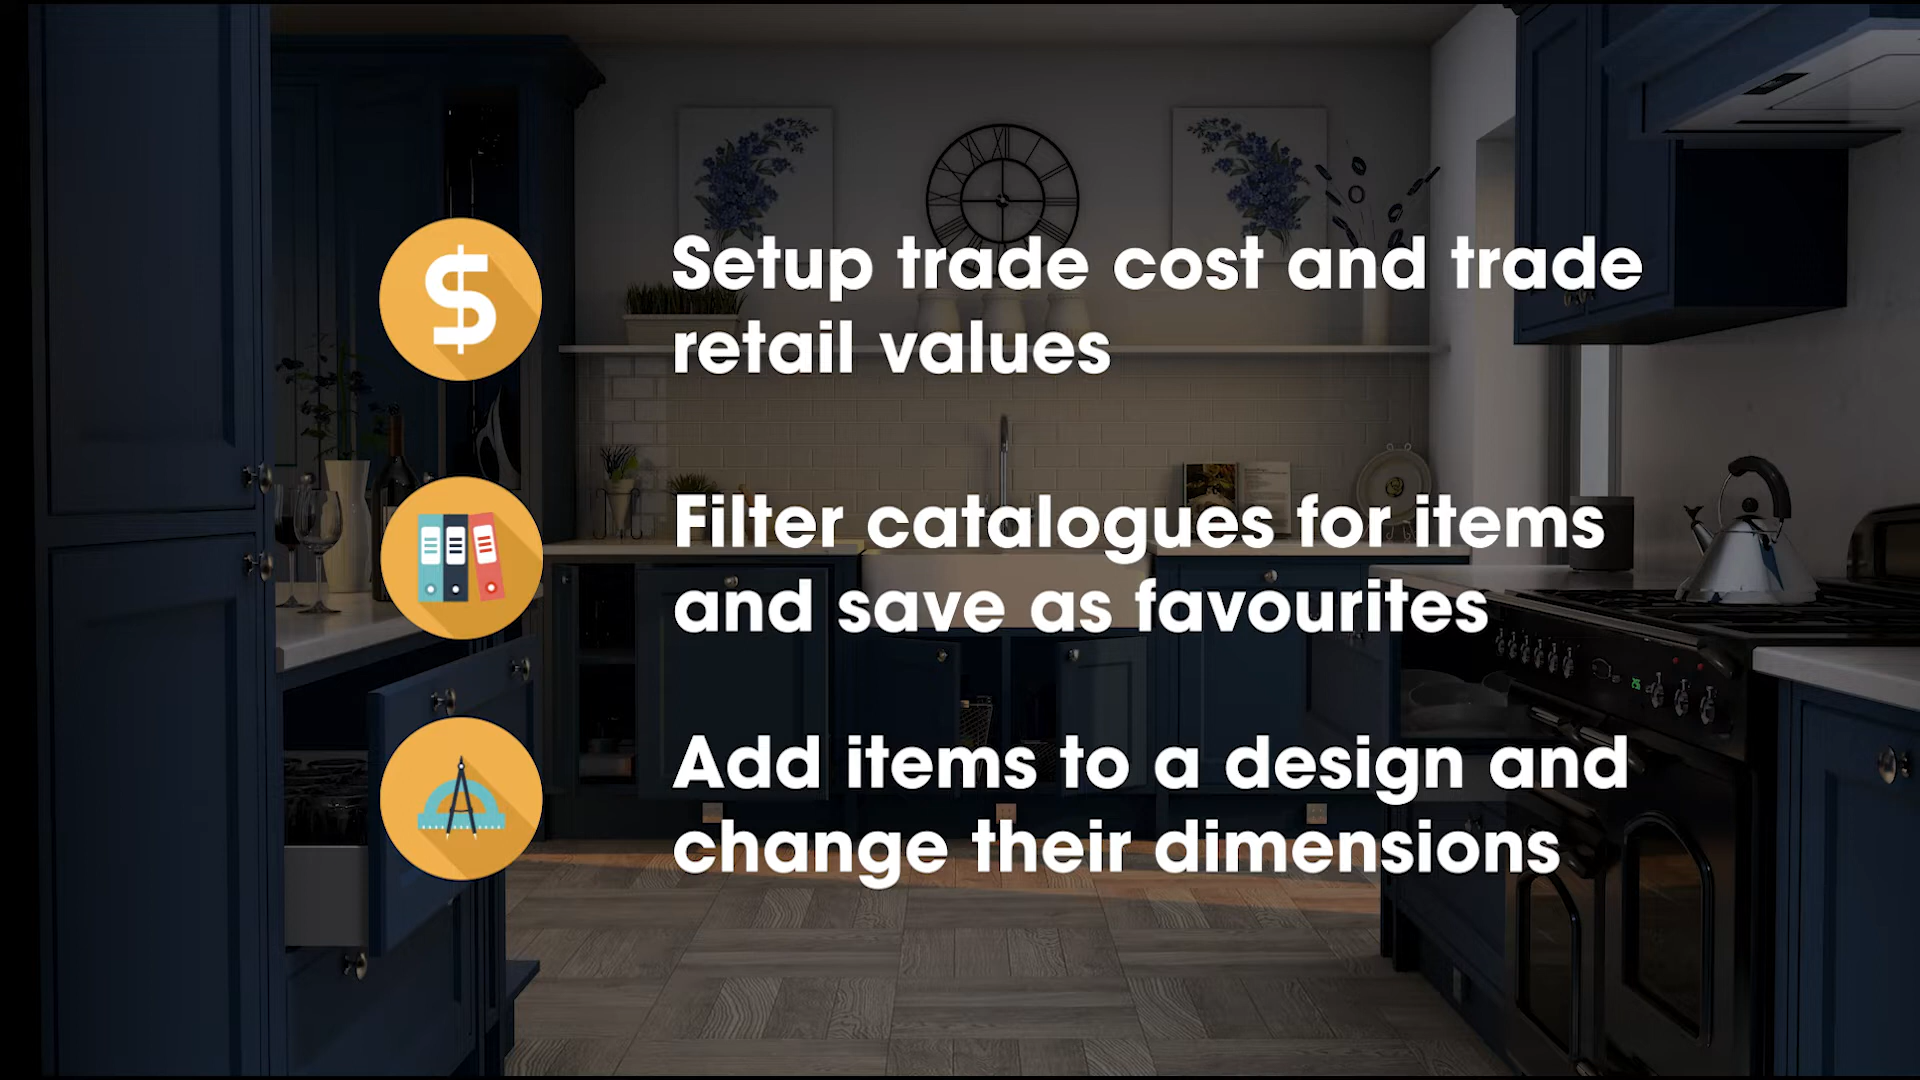 Setup trade cost and trade
retail values
Filter catalogues for items
and save as favourites
Add items to a design and
change their dimensions